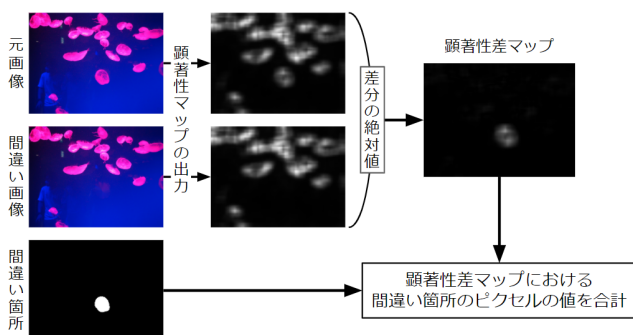 元画像
顕著性マップの出力
差分の絶対値
顕著性差マップ
間違い画像
間違い箇所
顕著性差マップにおける
間違い箇所のピクセルの値を合計